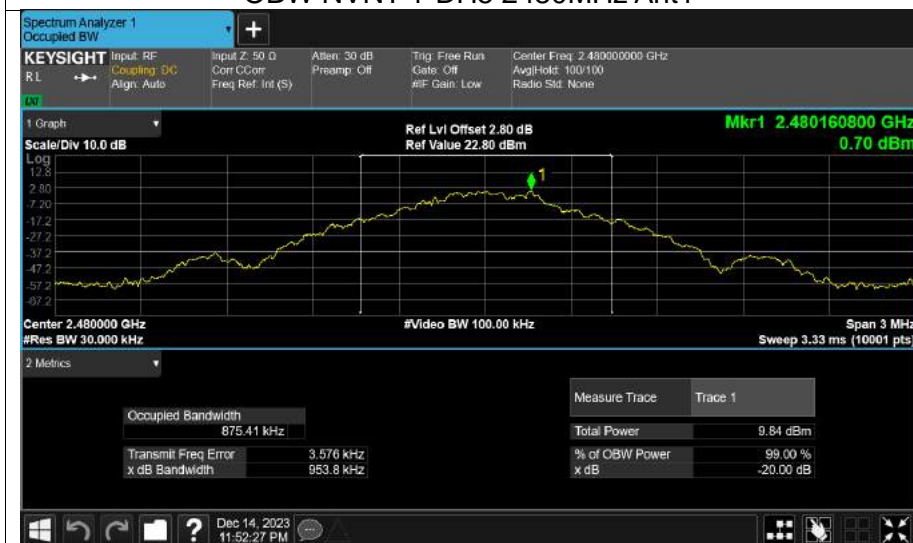 OBW NVNT 1-DH5 2480MHz Ant1
Spectrum Analyzer 1
Occupied BW
+
KEYSIGHT Input: RF Input Z: 50 Ω Atten: 30 dB Trig: Free Run Center Freq: 2.480000000 GHz
RL Coupling: DC Corr CCorr Preamp: Off Gate: Off Avg|Hold: 100/100
Align: Auto Freq Ref: Int (S) #IF Gain: Low Radio Std: None
LXI
1 Graph Ref Lvl Offset 2.80 dB Mkr1 2.480160800 GHz
Scale/Div 10.0 dB Ref Value 22.80 dBm 0.70 dBm
Log
12.8
1
2.80
-7.20
-17.2
-27.2
-37.2
-47.2
-57.2
-67.2
Center 2.480000 GHz #Video BW 100.00 kHz Span 3 MHz
#Res BW 30.000 kHz Sweep 3.33 ms (10001 pts)
2 Metrics
Measure Trace Trace 1
Occupied Bandwidth
875.41 kHz Total Power 9.84 dBm
Transmit Freq Error 3.576 kHz % of OBW Power 99.00 %
x dB Bandwidth 953.8 kHz x dB -20.00 dB
? Dec 14, 2023
11:52:27 PM